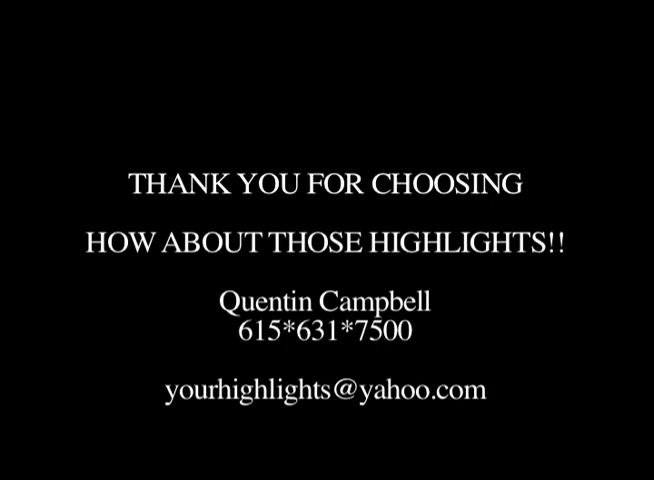 THANK YOU FOR CHOOSING
HOW ABOUT THOSE HIGHLIGHTS!!
Quentin Campbell
615*631*7500
yourhighlights@yahoo.com